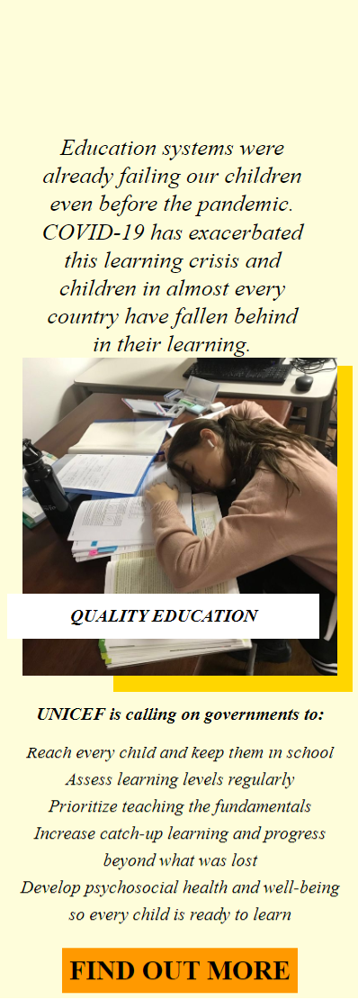 Education systems were
already failing our children
even before the pandemic.
COVID-19 has exacerbated
this learning crisis and
children in almost every
country have fallen behind
in their learning.
QUALITY EDUCATION
UNICEF is calling on governments to:
Reach every child and keep them in school
Assess learning levels regularly
Prioritize teaching the fundamentals
Increase catch-up learning and progress
beyond what was lost
Develop psychosocial health and well-being
so every child is ready to learn
FIND OUT MORE